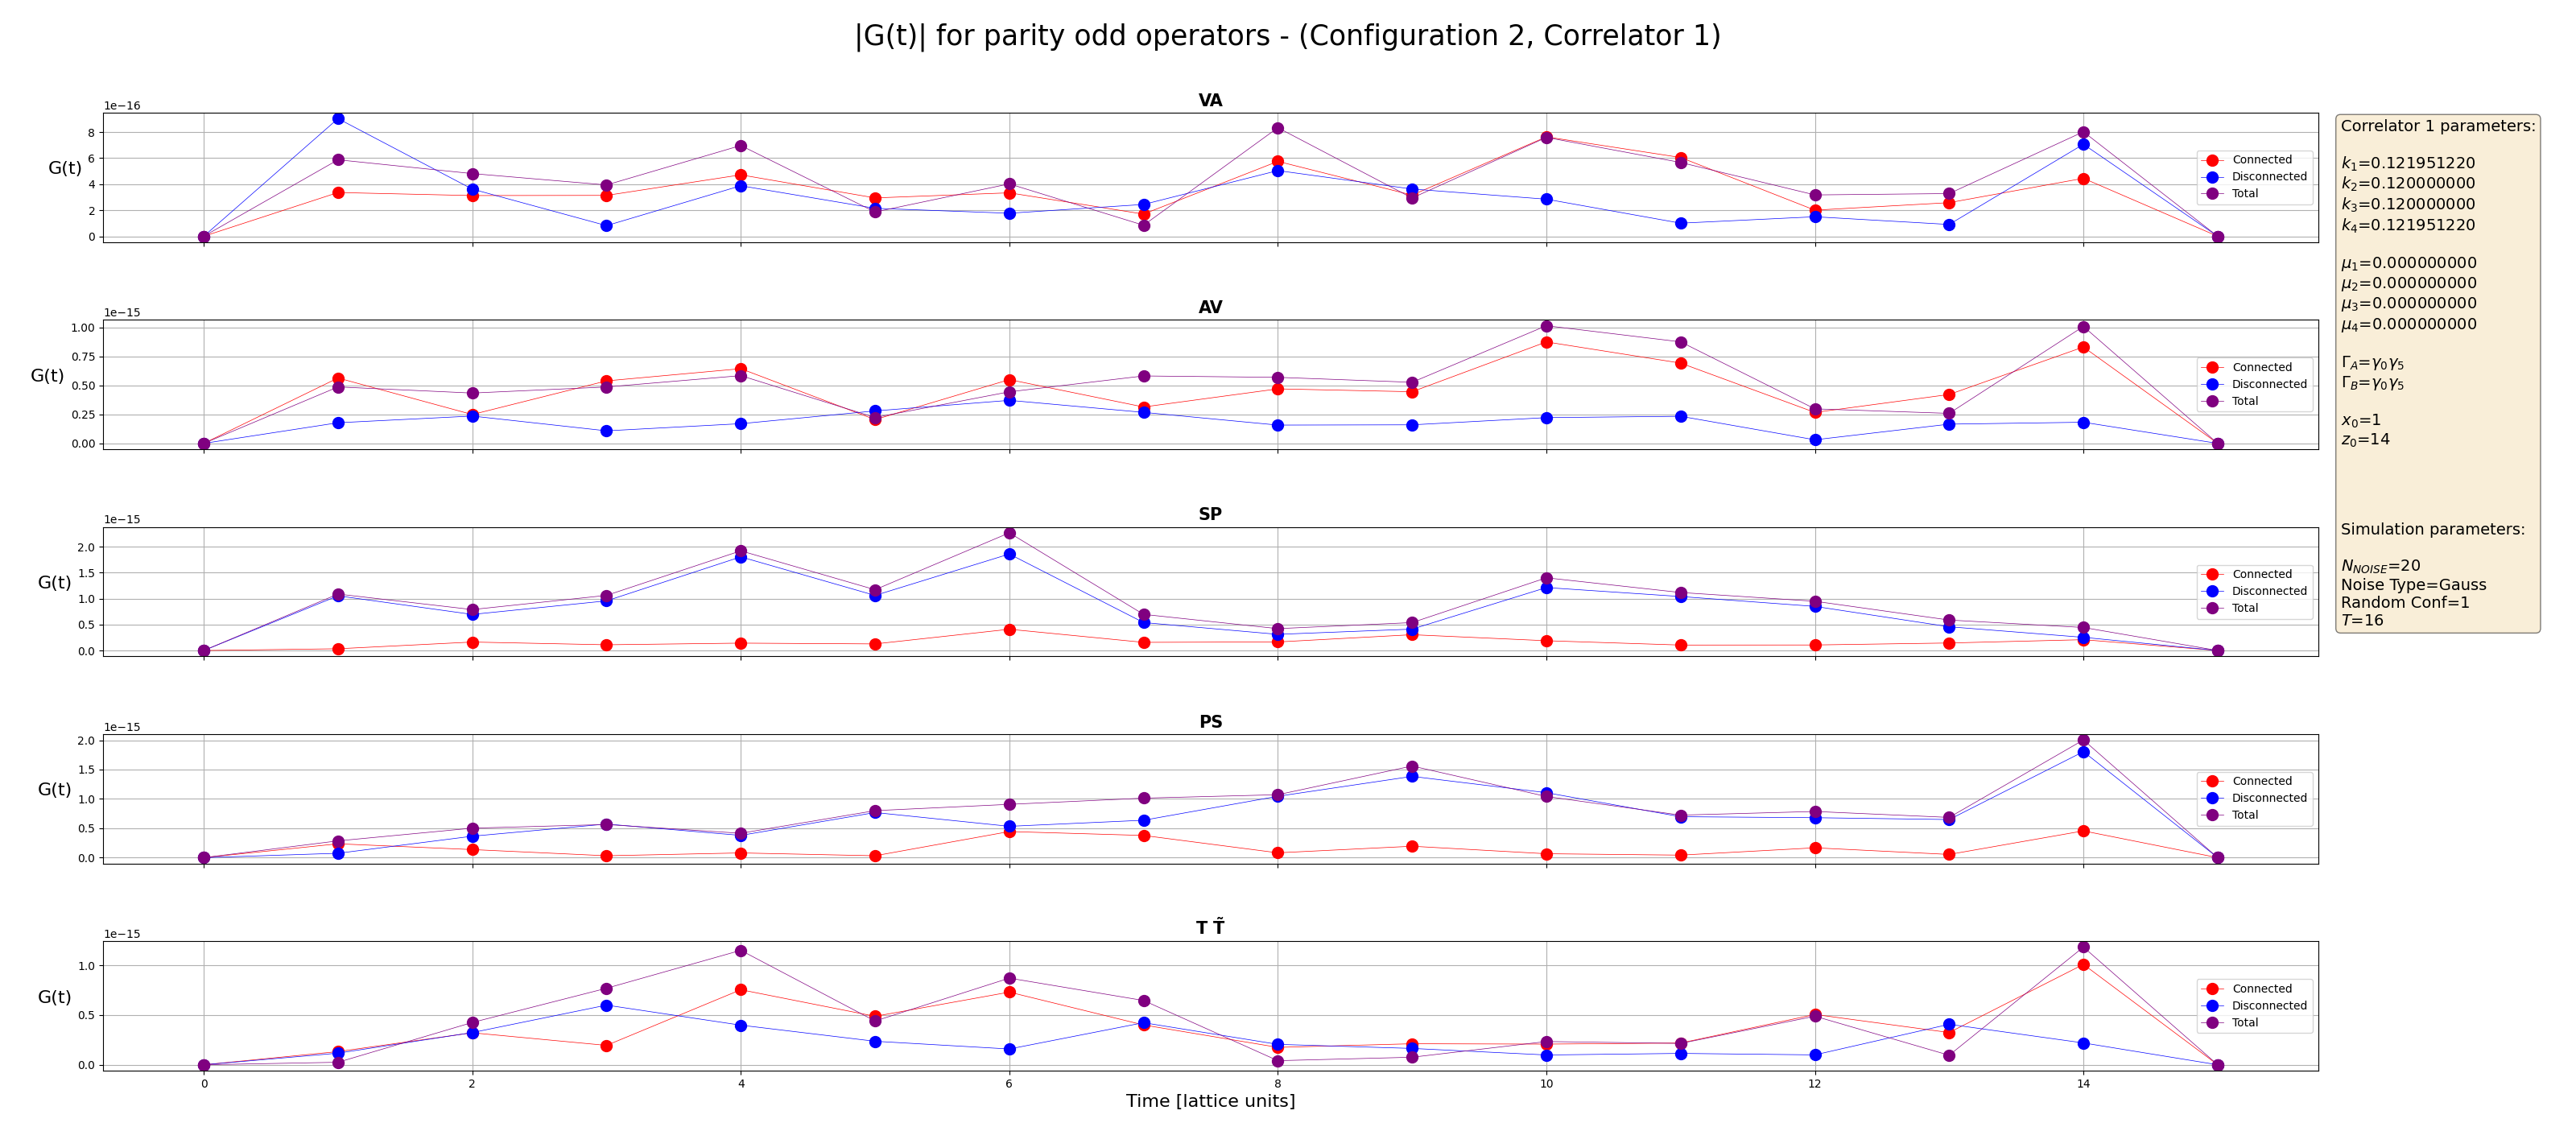 |G(t)| for parity odd operators - (Configuration 2, Correlator 1)
VA
1e−16
8
6
4
2
0
G(t)
Connected
Disconnected
Total
AV
1e−15
1.00
0.75
0.50
0.25
0.00
G(t)
Connected
Disconnected
Total
SP
1e−15
2.0
1.5
1.0
0.5
0.0
G(t)
Connected
Disconnected
Total
PS
1e−15
2.0
1.5
1.0
0.5
0.0
G(t)
Connected
Disconnected
Total
T T̃
1e−15
1.0
0.5
0.0
G(t)
Connected
Disconnected
Total
0 2 4 6 8 10 12 14
Time [lattice units]
Correlator 1 parameters:
k₁=0.121951220
k₂=0.120000000
k₃=0.120000000
k₄=0.121951220
μ₁=0.000000000
μ₂=0.000000000
μ₃=0.000000000
μ₄=0.000000000
Γ_A=γ₀γ₅
Γ_B=γ₀γ₅
x₀=1
z₀=14
Simulation parameters:
N_NOISE=20
Noise Type=Gauss
Random Conf=1
T=16